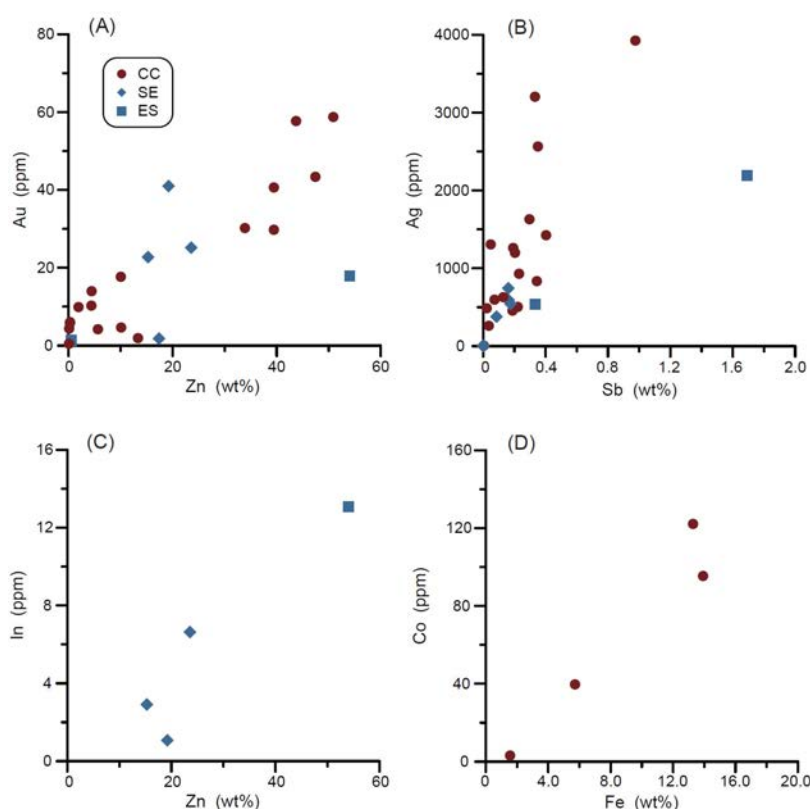 (A)
80
60
40
20
0
Au (ppm)
CC
SE
ES
0 20 40 60
Zn (wt%)
(B)
4000
3000
2000
1000
0
Ag (ppm)
0 0.4 0.8 1.2 1.6 2.0
Sb (wt%)
(C)
16
12
8
4
0
In (ppm)
0 20 40 60
Zn (wt%)
(D)
160
120
80
40
0
Co (ppm)
0 4.0 8.0 12.0 16.0 20.0
Fe (wt%)